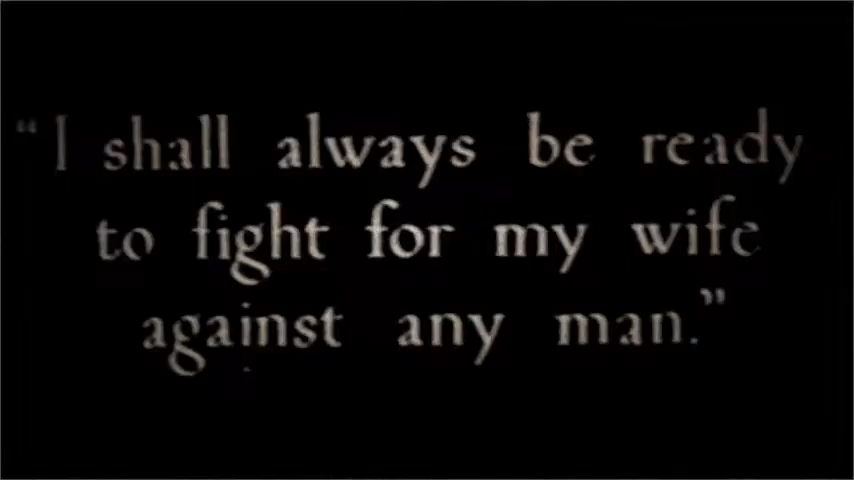 “I shall always be ready
to fight for my wife
against any man.”